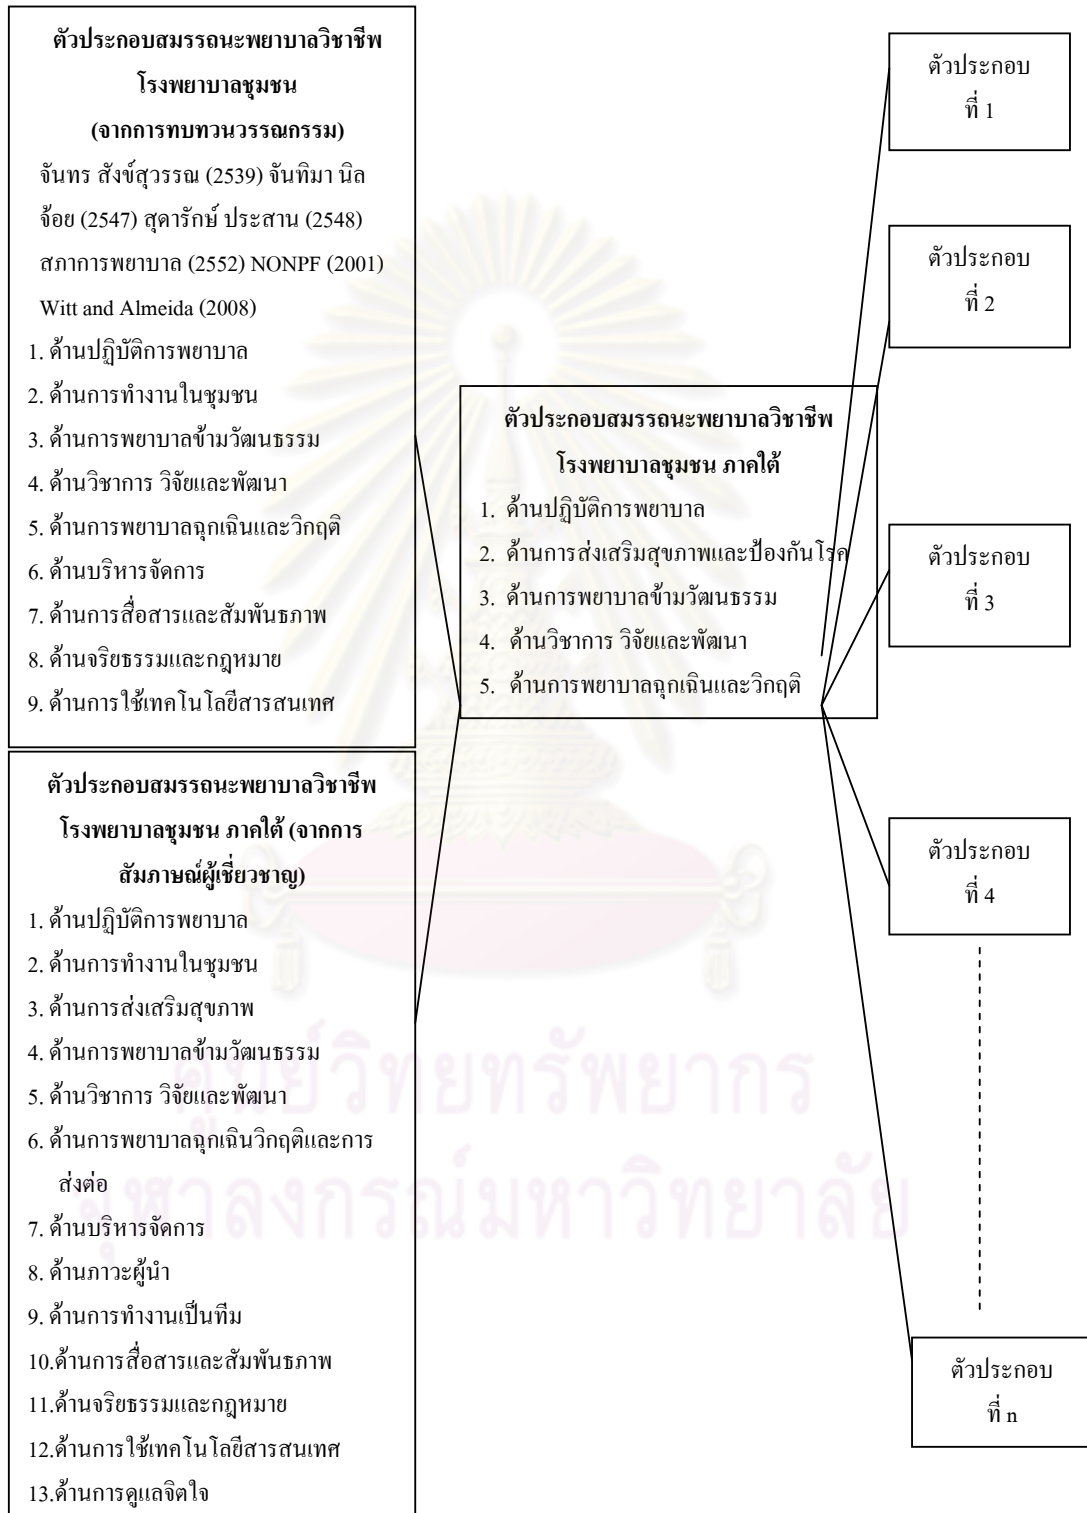 ตัวประกอบสมรรถนะพยาบาลวิชาชีพ
โรงพยาบาลชุมชน
(จากการทบทวนวรรณกรรม)
จันทร สังข์สุวรรณ (2539) จันทิมา นิล
จ้อย (2547) สุดารักษ์ ประสาน (2548)
สภาการพยาบาล (2552) NONPF (2001)
Witt and Almeida (2008)
1. ด้านปฏิบัติการพยาบาล
2. ด้านการทำงานในชุมชน
3. ด้านการพยาบาลข้ามวัฒนธรรม
4. ด้านวิชาการ วิจัยและพัฒนา
5. ด้านการพยาบาลฉุกเฉินและวิกฤติ
6. ด้านบริหารจัดการ
7. ด้านการสื่อสารและสัมพันธภาพ
8. ด้านจริยธรรมและกฎหมาย
9. ด้านการใช้เทคโนโลยีสารสนเทศ
ตัวประกอบสมรรถนะพยาบาลวิชาชีพ
โรงพยาบาลชุมชน ภาคใต้ (จากการ
สัมภาษณ์ผู้เชี่ยวชาญ)
1. ด้านปฏิบัติการพยาบาล
2. ด้านการทำงานในชุมชน
3. ด้านการส่งเสริมสุขภาพ
4. ด้านการพยาบาลข้ามวัฒนธรรม
5. ด้านวิชาการ วิจัยและพัฒนา
6. ด้านการพยาบาลฉุกเฉินวิกฤติและการ
ส่งต่อ
7. ด้านบริหารจัดการ
8. ด้านภาวะผู้นำ
9. ด้านการทำงานเป็นทีม
10.ด้านการสื่อสารและสัมพันธภาพ
11.ด้านจริยธรรมและกฎหมาย
12.ด้านการใช้เทคโนโลยีสารสนเทศ
13.ด้านการดูแลจิตใจ
ตัวประกอบสมรรถนะพยาบาลวิชาชีพ
โรงพยาบาลชุมชน ภาคใต้
1. ด้านปฏิบัติการพยาบาล
2. ด้านการส่งเสริมสุขภาพและป้องกันโรค
3. ด้านการพยาบาลข้ามวัฒนธรรม
4. ด้านวิชาการ วิจัยและพัฒนา
5. ด้านการพยาบาลฉุกเฉินและวิกฤติ
ตัวประกอบ
ที่ 1
ตัวประกอบ
ที่ 2
ตัวประกอบ
ที่ 3
ตัวประกอบ
ที่ 4
ตัวประกอบ
ที่ n
ศูนย์วิทยทรัพยากร
จุฬาลงกรณ์มหาวิทยาลัย